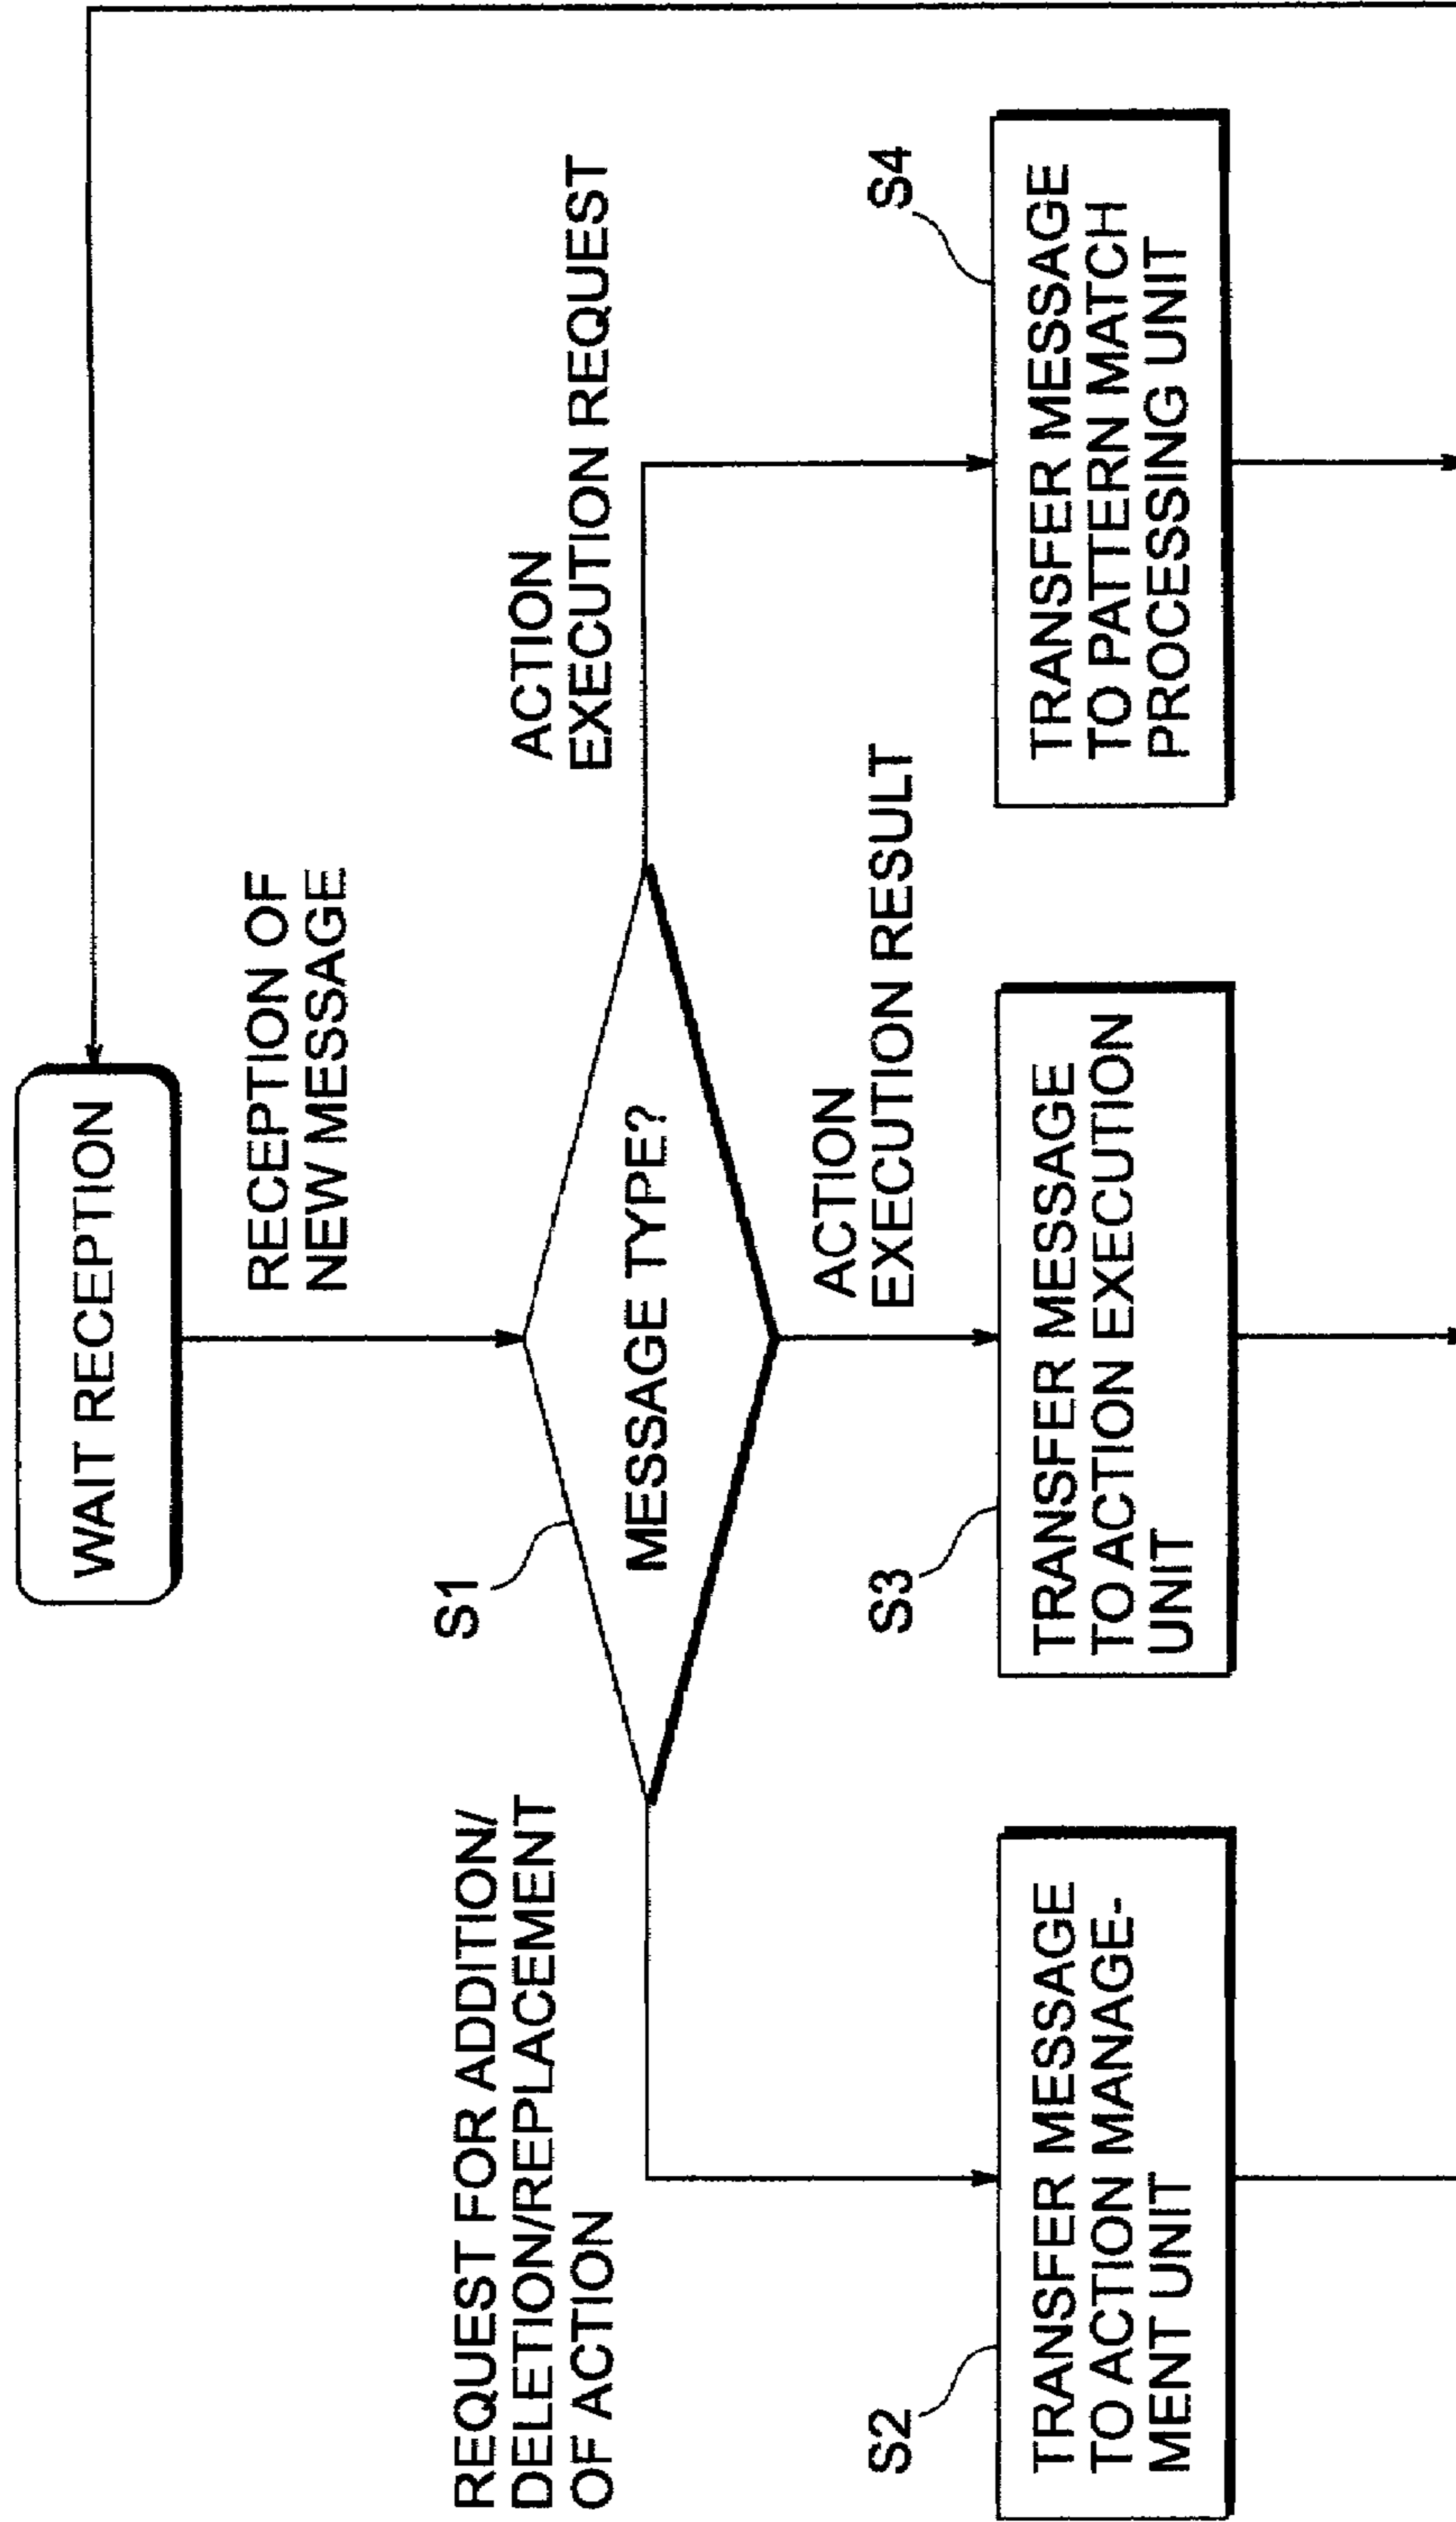 WAIT RECEPTION
RECEPTION OF
NEW MESSAGE
S1
MESSAGE TYPE?
REQUEST FOR ADDITION/
DELETION/REPLACEMENT
OF ACTION
ACTION
EXECUTION REQUEST
ACTION
EXECUTION RESULT
S2
TRANSFER MESSAGE
TO ACTION MANAGE-
MENT UNIT
S3
TRANSFER MESSAGE
TO ACTION EXECUTION
UNIT
S4
TRANSFER MESSAGE
TO PATTERN MATCH
PROCESSING UNIT